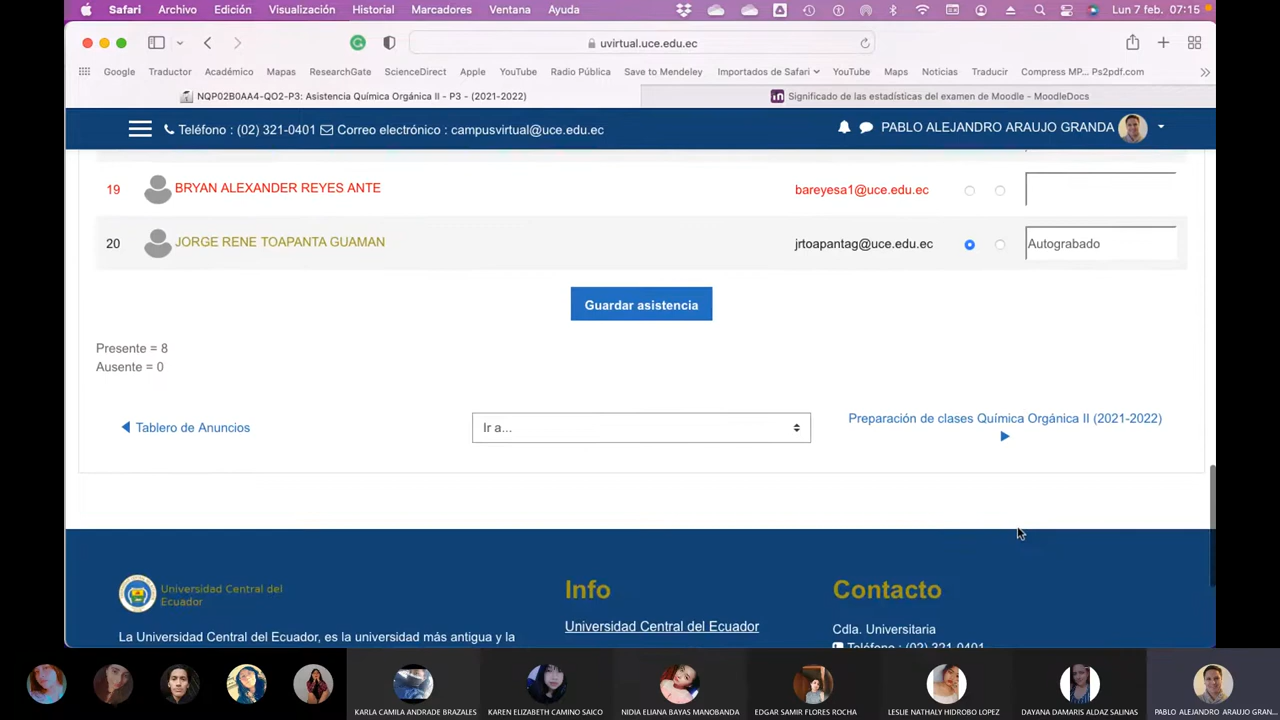 Safari Archivo Edición Visualización Historial Marcadores Ventana Ayuda Lun 7 feb. 07:15
uvirtual.uce.edu.ec
Google Traductor Académico Mapas ResearchGate ScienceDirect Apple YouTube Radio Pública Save to Mendeley Importados de Safari YouTube Maps Noticias Traducir Compress MP... Ps2pdf.com
NQP02B0AA4-QO2-P3: Asistencia Química Orgánica II - P3 - (2021-2022) Significado de las estadísticas del examen de Moodle - MoodleDocs
Teléfono : (02) 321-0401 Correo electrónico : campusvirtual@uce.edu.ec PABLO ALEJANDRO ARAUJO GRANDA
19 BRYAN ALEXANDER REYES ANTE bareyesa1@uce.edu.ec
20 JORGE RENE TOAPANTA GUAMAN jrtoapantag@uce.edu.ec Autograbado
Guardar asistencia
Presente = 8
Ausente = 0
Tablero de Anuncios Ir a... Preparación de clases Química Orgánica II (2021-2022)
Universidad Central del
Ecuador
Info Contacto
Universidad Central del Ecuador
Cdla. Universitaria
La Universidad Central del Ecuador, es la universidad más antigua y la
Teléfono : (02) 321-0401
KARLA CAMILA ANDRADE BRAZALES KAREN ELIZABETH CAMINO SAICO NIDIA ELIANA BAYAS MANOBANDA EDGAR SAMIR FLORES ROCHA LESLIE NATHALY HIDROBO LOPEZ DAYANA DAMARIS ALDAZ SALINAS PABLO ALEJANDRO ARAUJO GRAN...